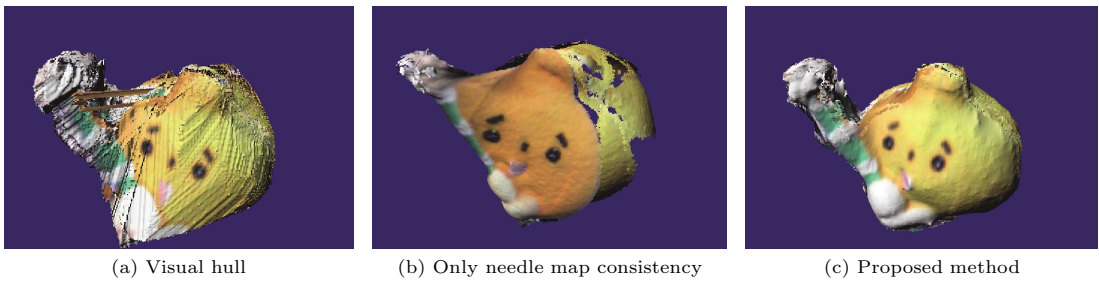 (a) Visual hull
(b) Only needle map consistency
(c) Proposed method